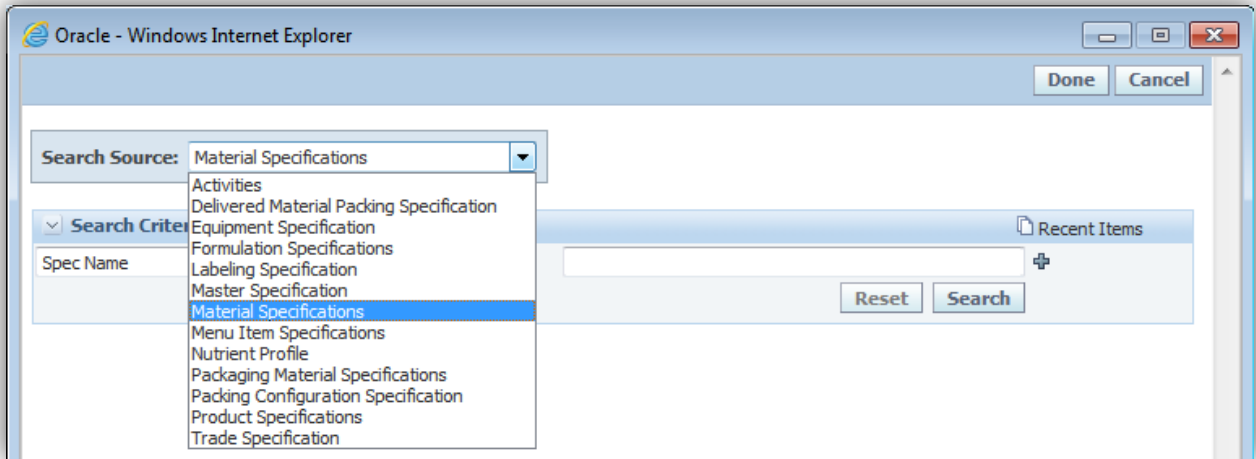 Oracle - Windows Internet Explorer
Done Cancel
Search Source: Material Specifications
Activities
Delivered Material Packing Specification
Equipment Specification
Formulation Specifications
Labeling Specification
Master Specification
Material Specifications
Menu Item Specifications
Nutrient Profile
Packaging Material Specifications
Packing Configuration Specification
Product Specifications
Trade Specification
Search Criter
Recent Items
Spec Name
Reset Search